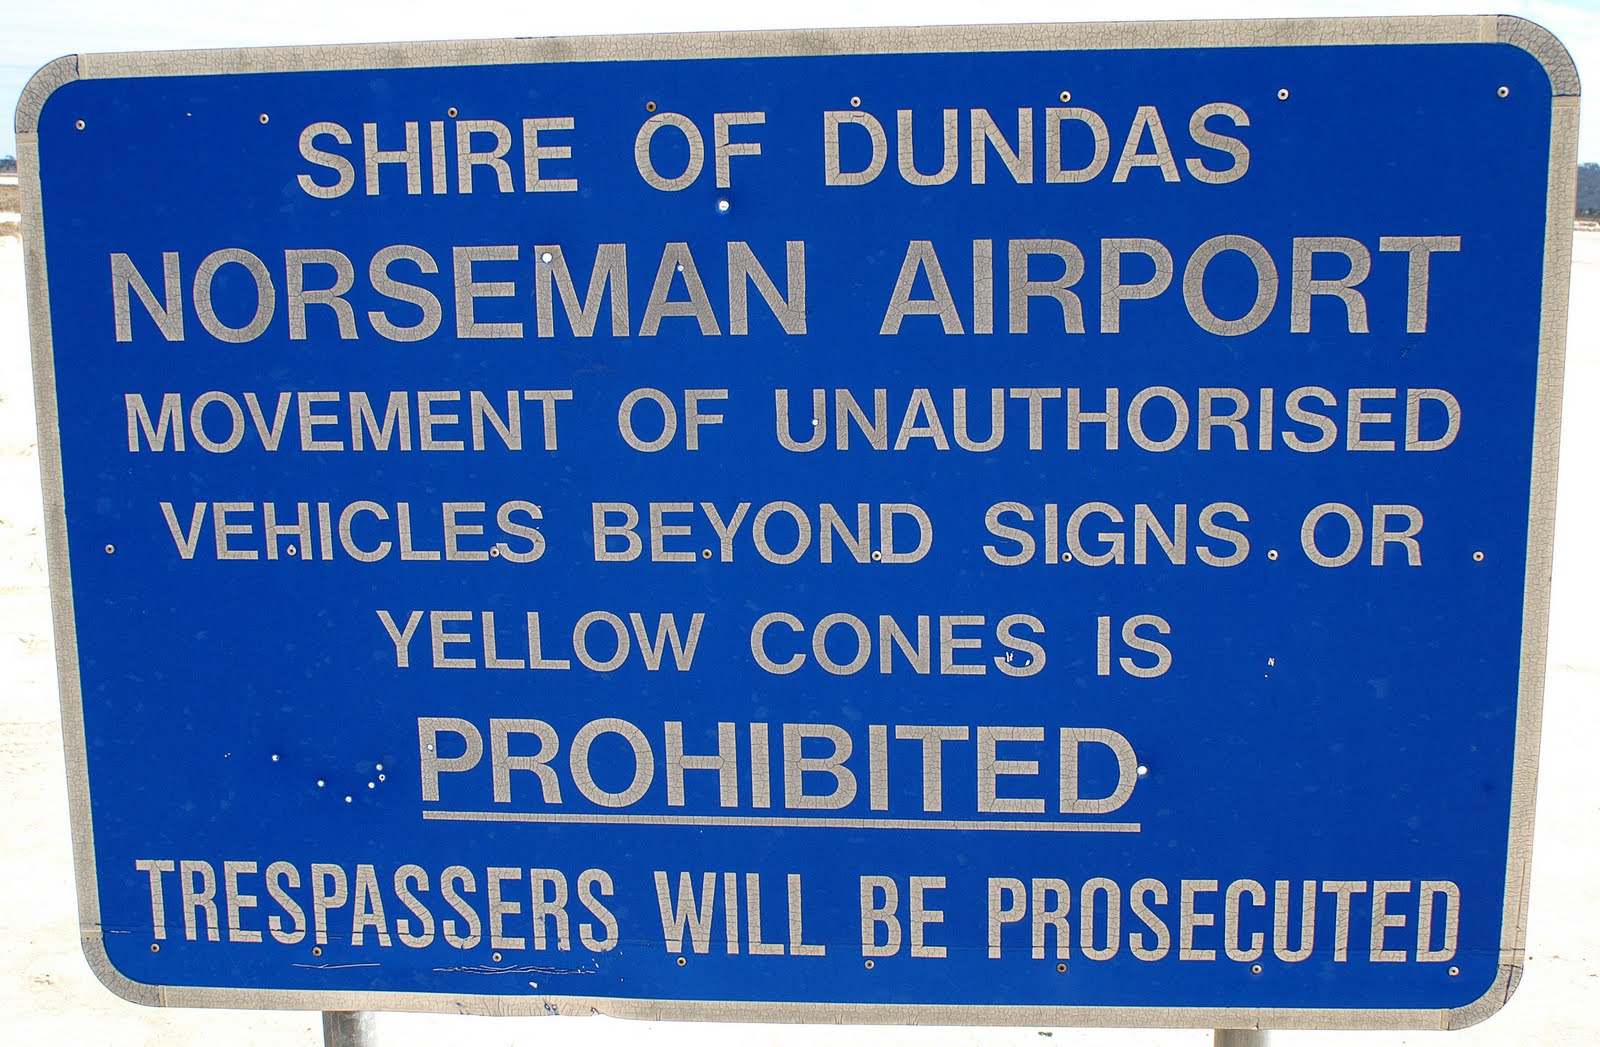 SHIRE OF DUNDAS
NORSEMAN AIRPORT
MOVEMENT OF UNAUTHORISED
VEHICLES BEYOND SIGNS OR
YELLOW CONES IS
PROHIBITED
TRESPASSERS WILL BE PROSECUTED